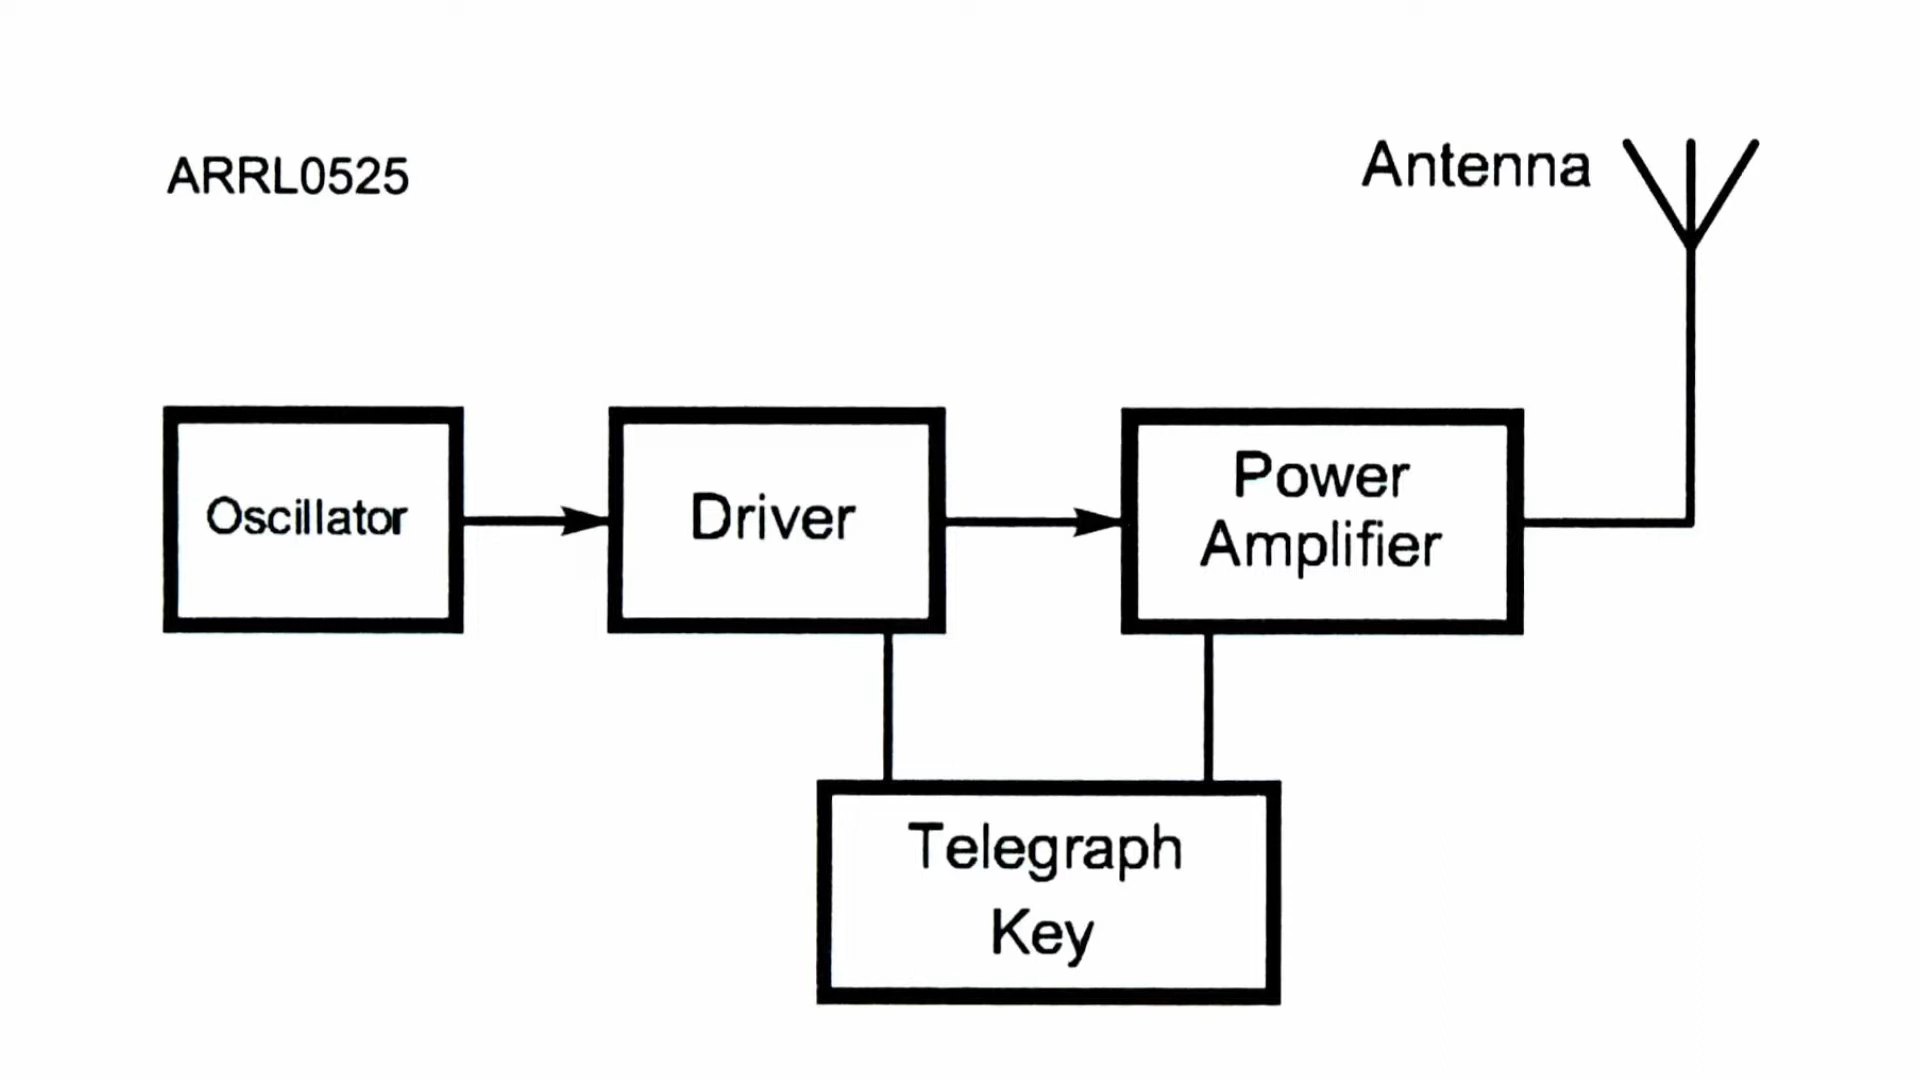 ARRL0525
Antenna
Oscillator
Driver
Power
Amplifier
Telegraph
Key